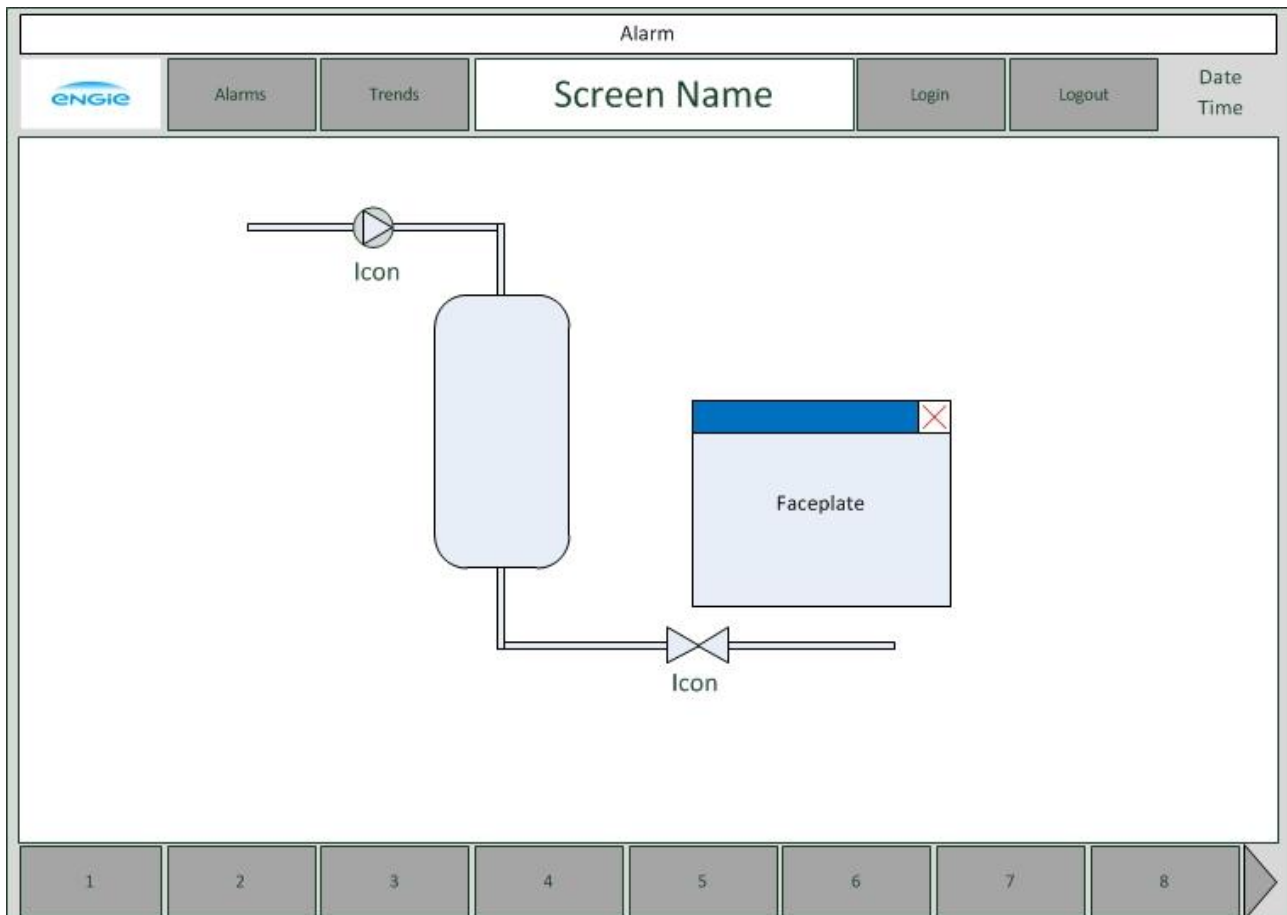 Alarm
ENGIE
Alarms
Trends
Screen Name
Login
Logout
Date
Time
Icon
Faceplate
Icon
1
2
3
4
5
6
7
8